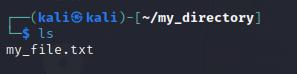 ┌──(kali㉿kali)-[~/my_directory]
└─$ ls
my_file.txt